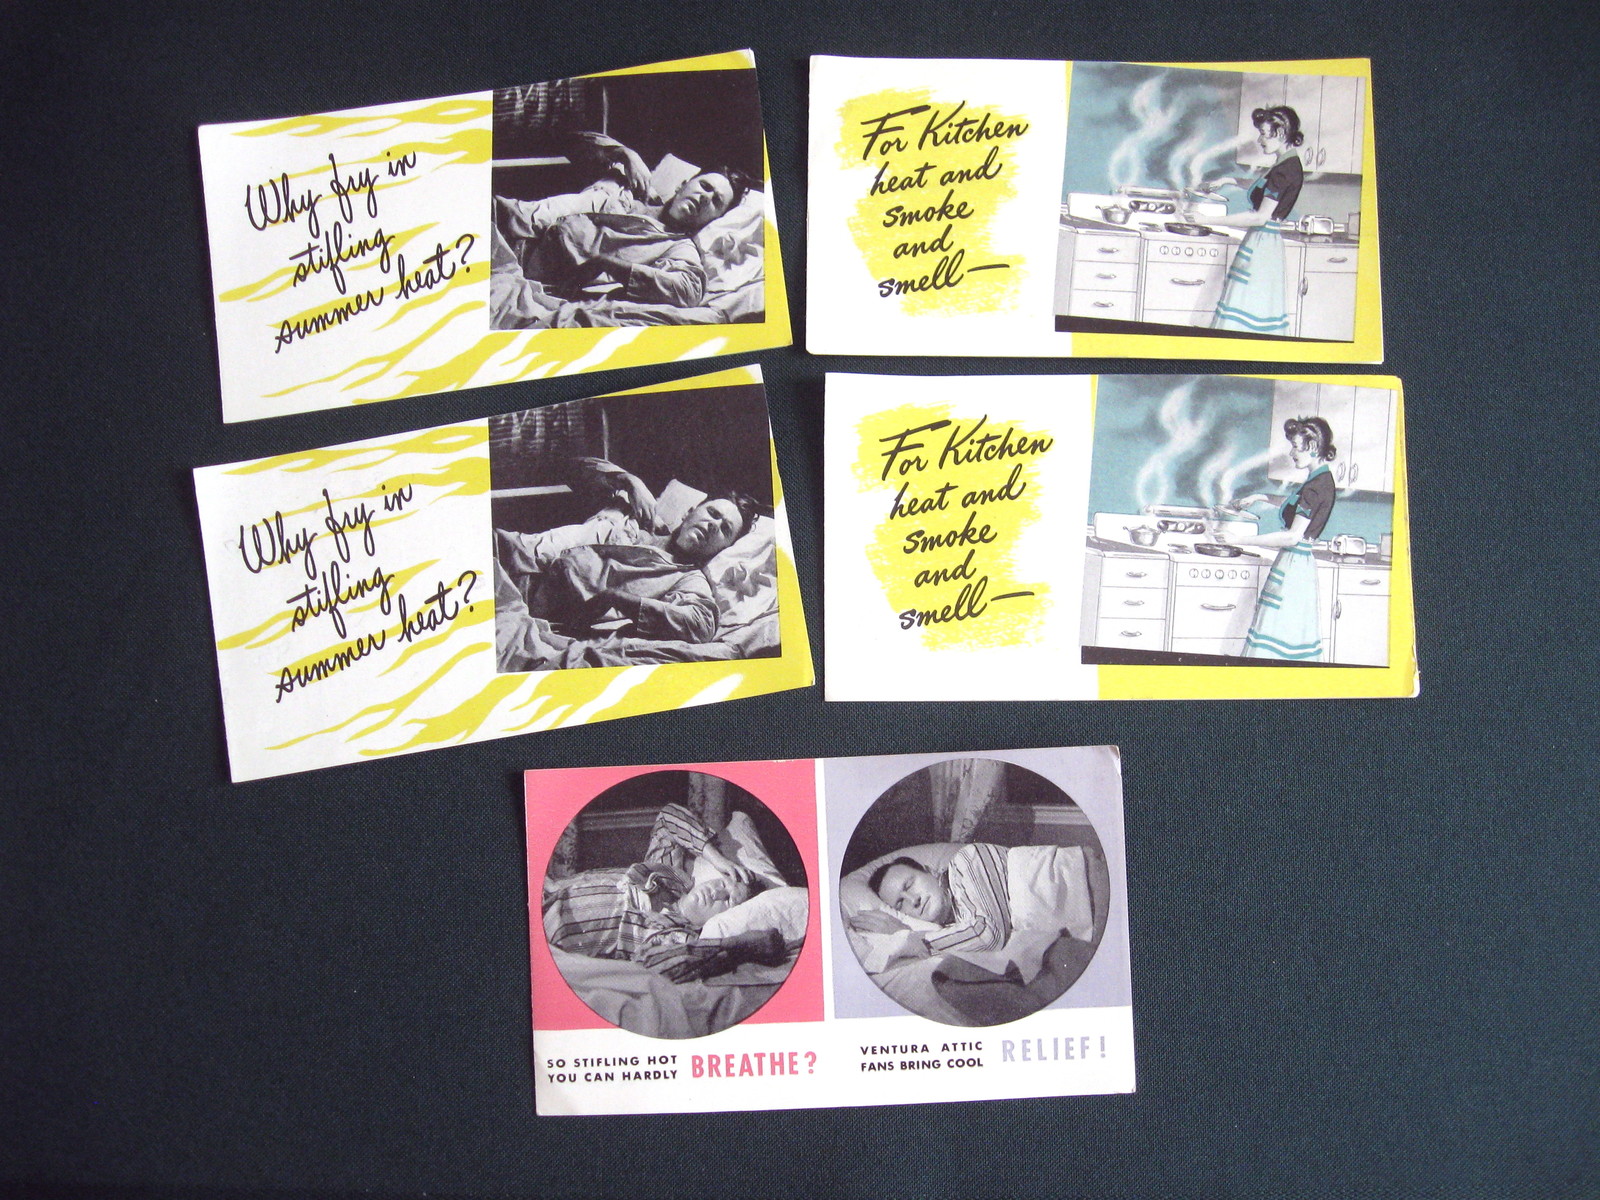 Why fry in
stifling
summer heat?
For Kitchen
heat and
smoke
and
smell—
Why fry in
stifling
summer heat?
For Kitchen
heat and
smoke
and
smell—
SO STIFLING HOT
YOU CAN HARDLY BREATHE?
VENTURA ATTIC
FANS BRING COOL RELIEF!